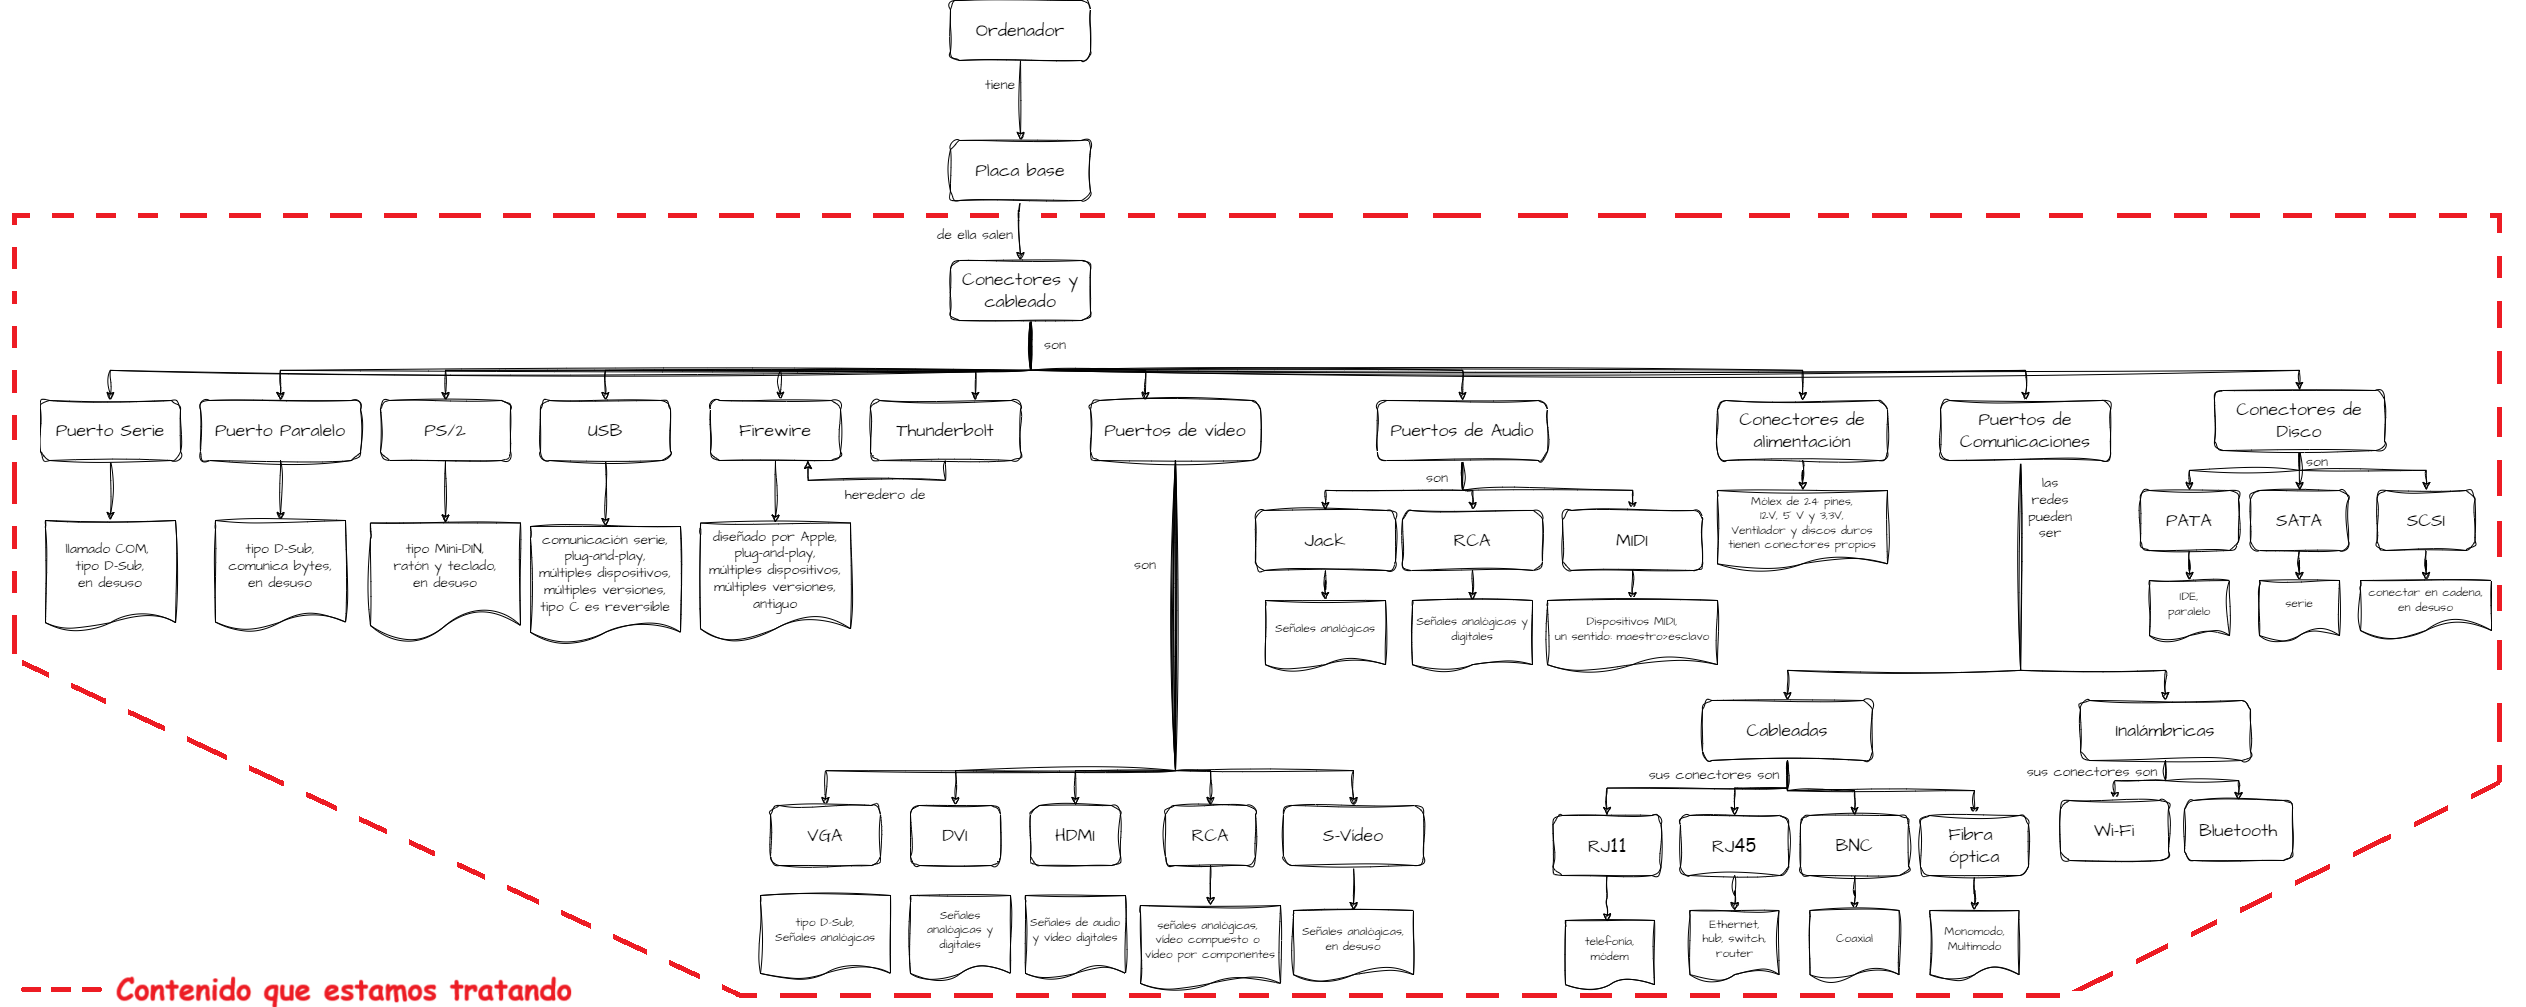 Ordenador
tiene
Placa base
de ella salen
Conectores y
cableado
son
Puerto Serie
Puerto Paralelo
PS/2
USB
Firewire
Thunderbolt
heredero de
Puertos de vídeo
Puertos de Audio
Conectores de
alimentación
Puertos de
Comunicaciones
Conectores de
Disco
llamado COM,
tipo D-Sub,
en desuso
tipo D-Sub,
comunica bytes,
en desuso
tipo Mini-DIN,
ratón y teclado,
en desuso
comunicación serie,
plug-and-play,
múltiples dispositivos,
múltiples versiones,
tipo C es reversible
diseñado por Apple,
plug-and-play,
múltiples dispositivos,
múltiples versiones,
antiguo
son
son
Jack
RCA
MIDI
Señales analógicas
Señales analógicas y
digitales
Dispositivos MIDI,
un sentido: maestro>esclavo
Mólex de 24 pines,
12V, 5 V y 3,3V,
Ventilador y discos duros
tienen conectores propios
las
redes
pueden
ser
son
PATA
SATA
SCSI
IDE,
paralelo
serie
conectar en cadena,
en desuso
Cableadas
Inalámbricas
sus conectores son
sus conectores son
VGA
DVI
HDMI
RCA
S-Video
RJ11
RJ45
BNC
Fibra
óptica
Wi-Fi
Bluetooth
tipo D-Sub,
Señales analógicas
Señales
analógicas y
digitales
Señales de audio
y vídeo digitales
señales analógicas,
vídeo compuesto o
vídeo por componentes
Señales analógicas,
en desuso
telefonía,
módem
Ethernet,
hub, switch,
router
Coaxial
Monomodo,
Multimodo
Contenido que estamos tratando